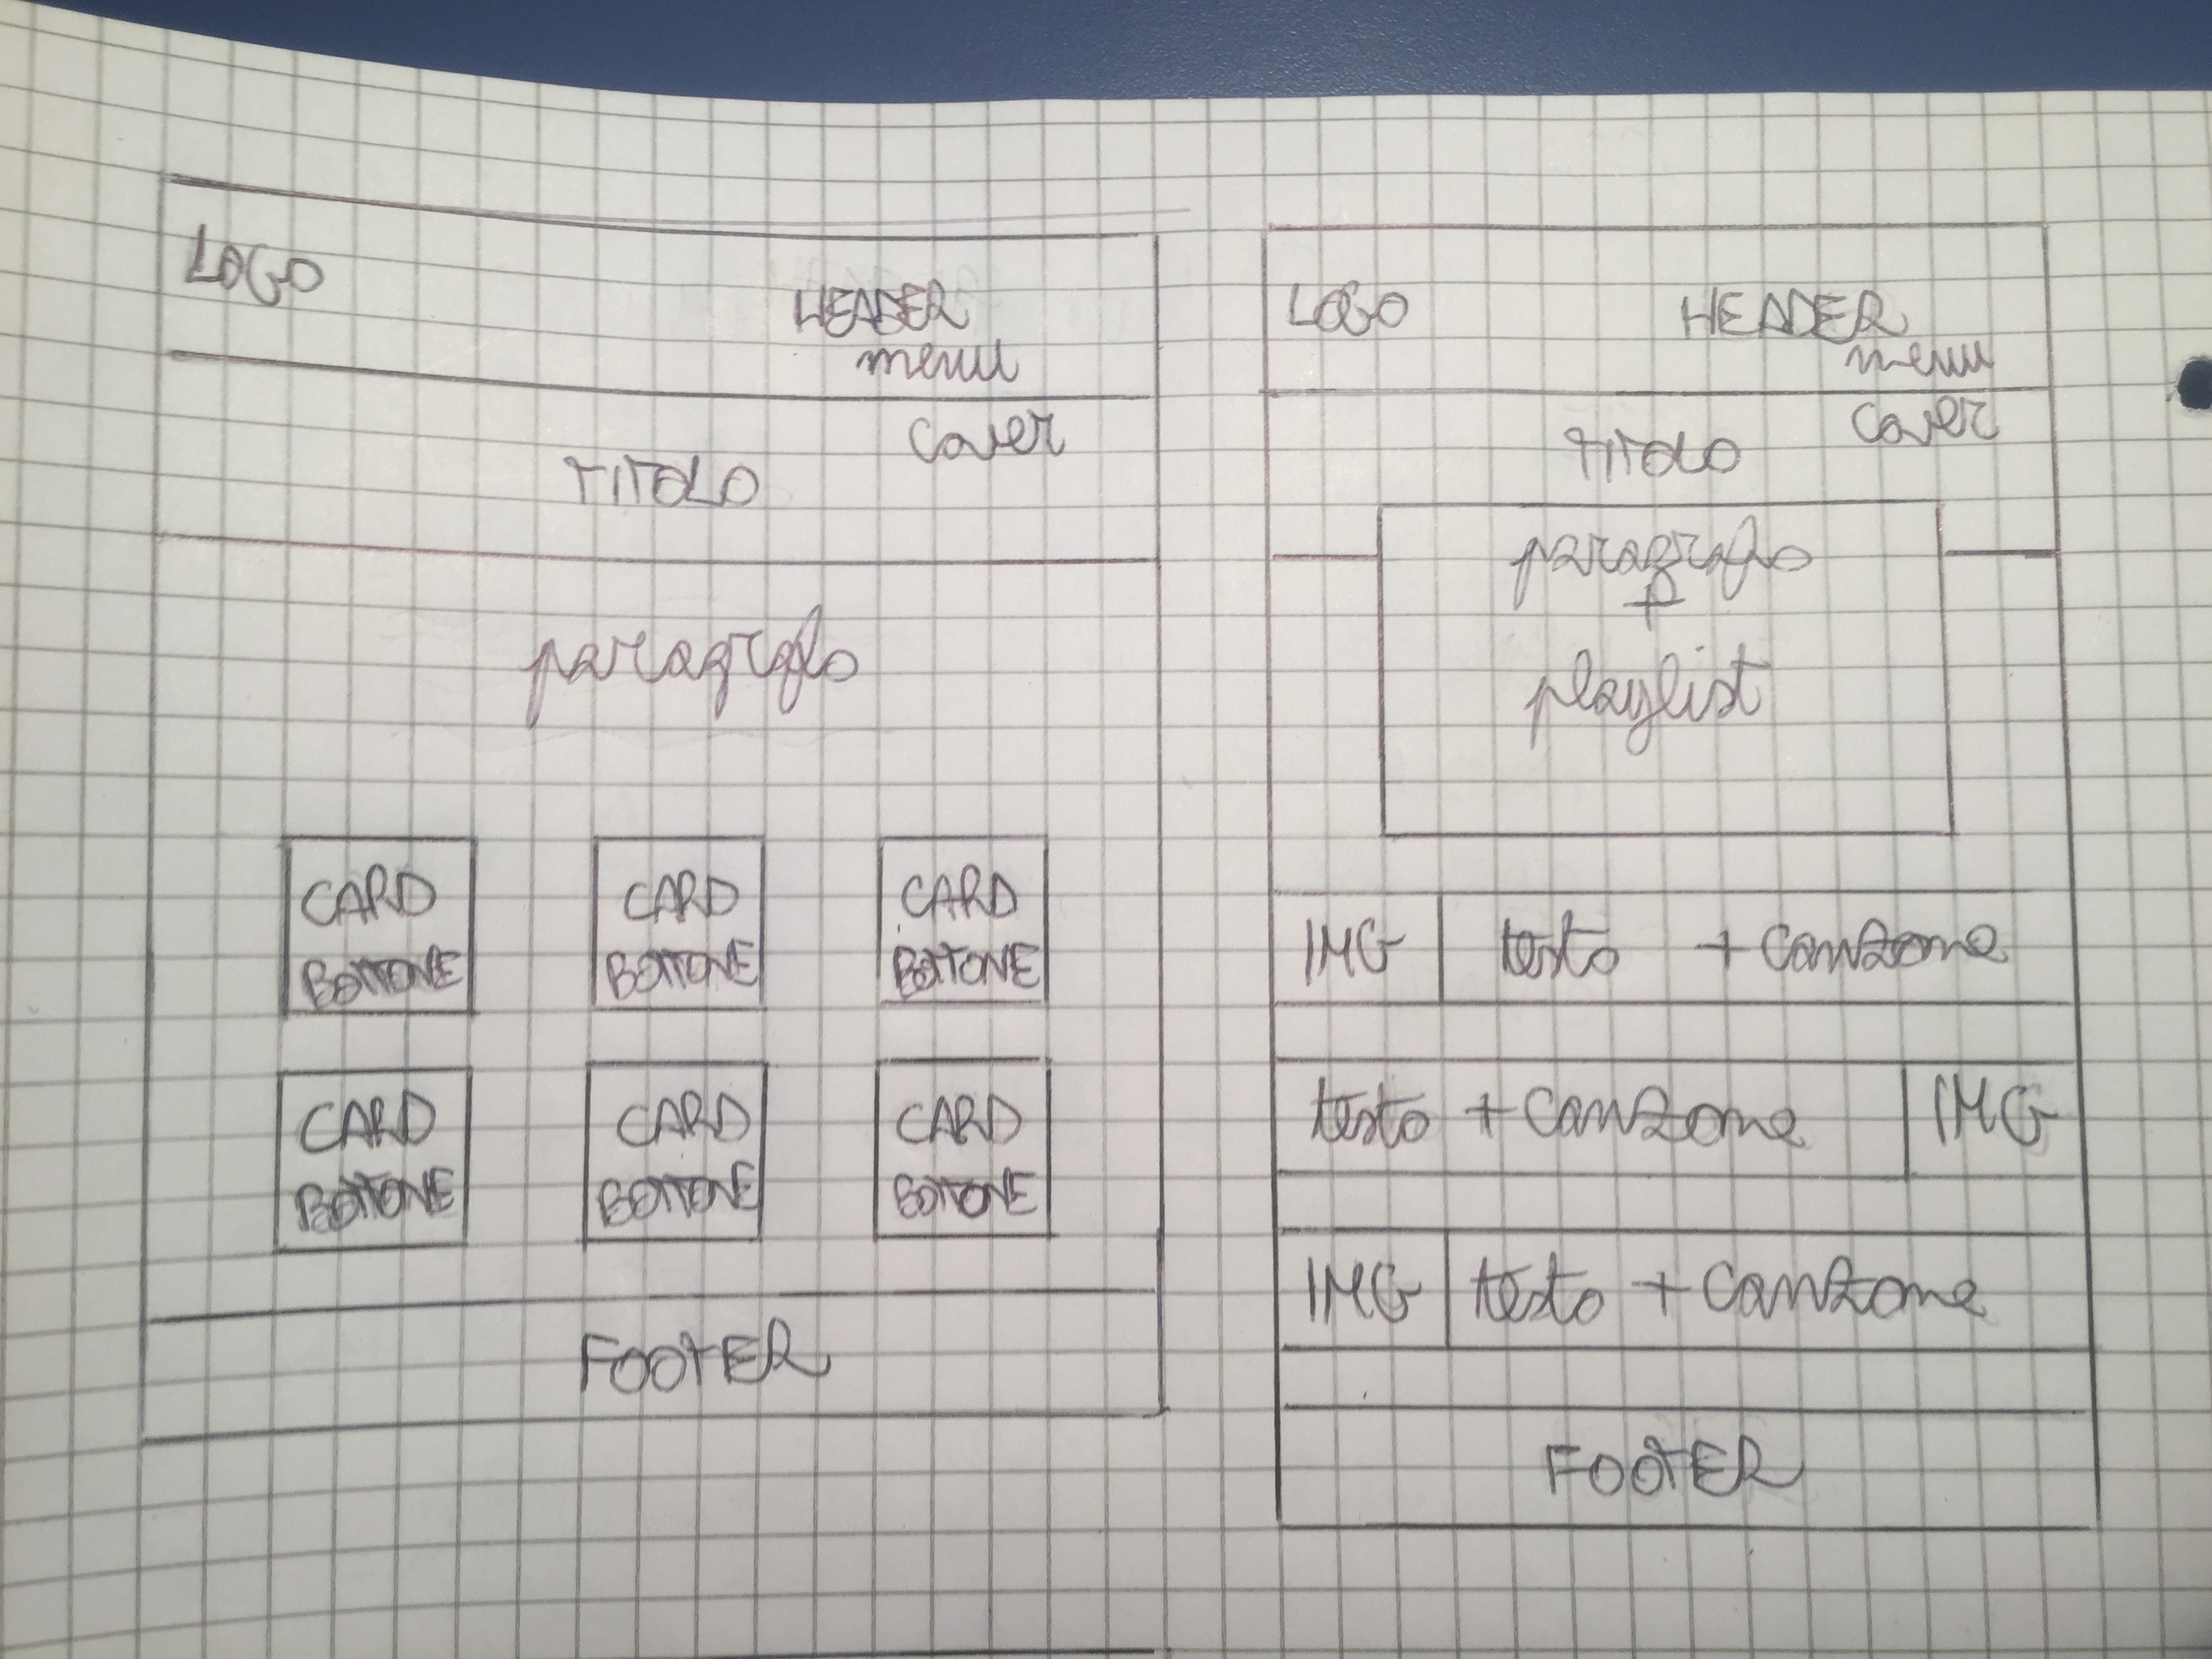 LOGO
HEADER
menu
cover
TITOLO
paragrafo
CARD CARD CARD
BOTTONE BOTTONE BOTTONE
CARD CARD CARD
BOTTONE BOTTONE BOTTONE
FOOTER
LOGO
HEADER
menu
cover
TITOLO
paragrafo
+
playlist
IMG testo + canzone
testo + canzone IMG
IMG testo + canzone
FOOTER